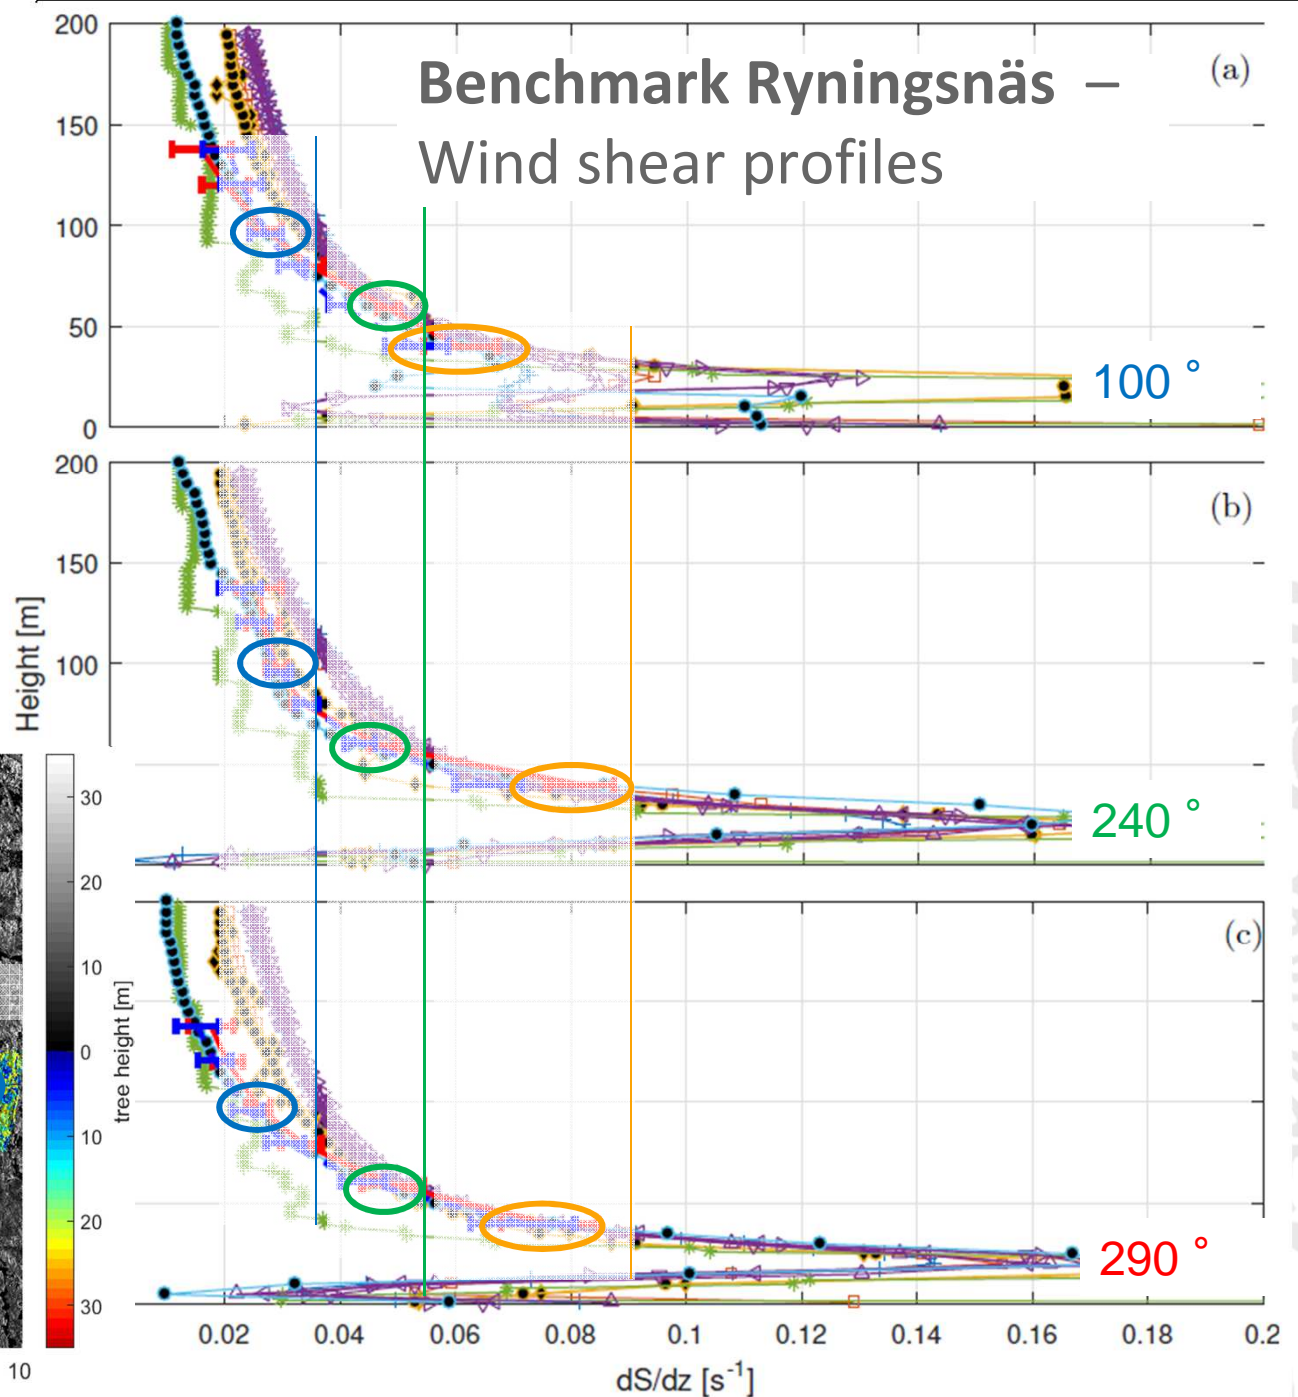 Benchmark Ryningsnäs –
Wind shear profiles
(a)
200
150
100
50
0
100 °
(b)
200
150
100
Height [m]
240 °
(c)
290 °
30
20
10
0
10
20
30
tree height [m]
10
0.02 0.04 0.06 0.08 0.1 0.12 0.14 0.16 0.18 0.2
dS/dz [s⁻¹]